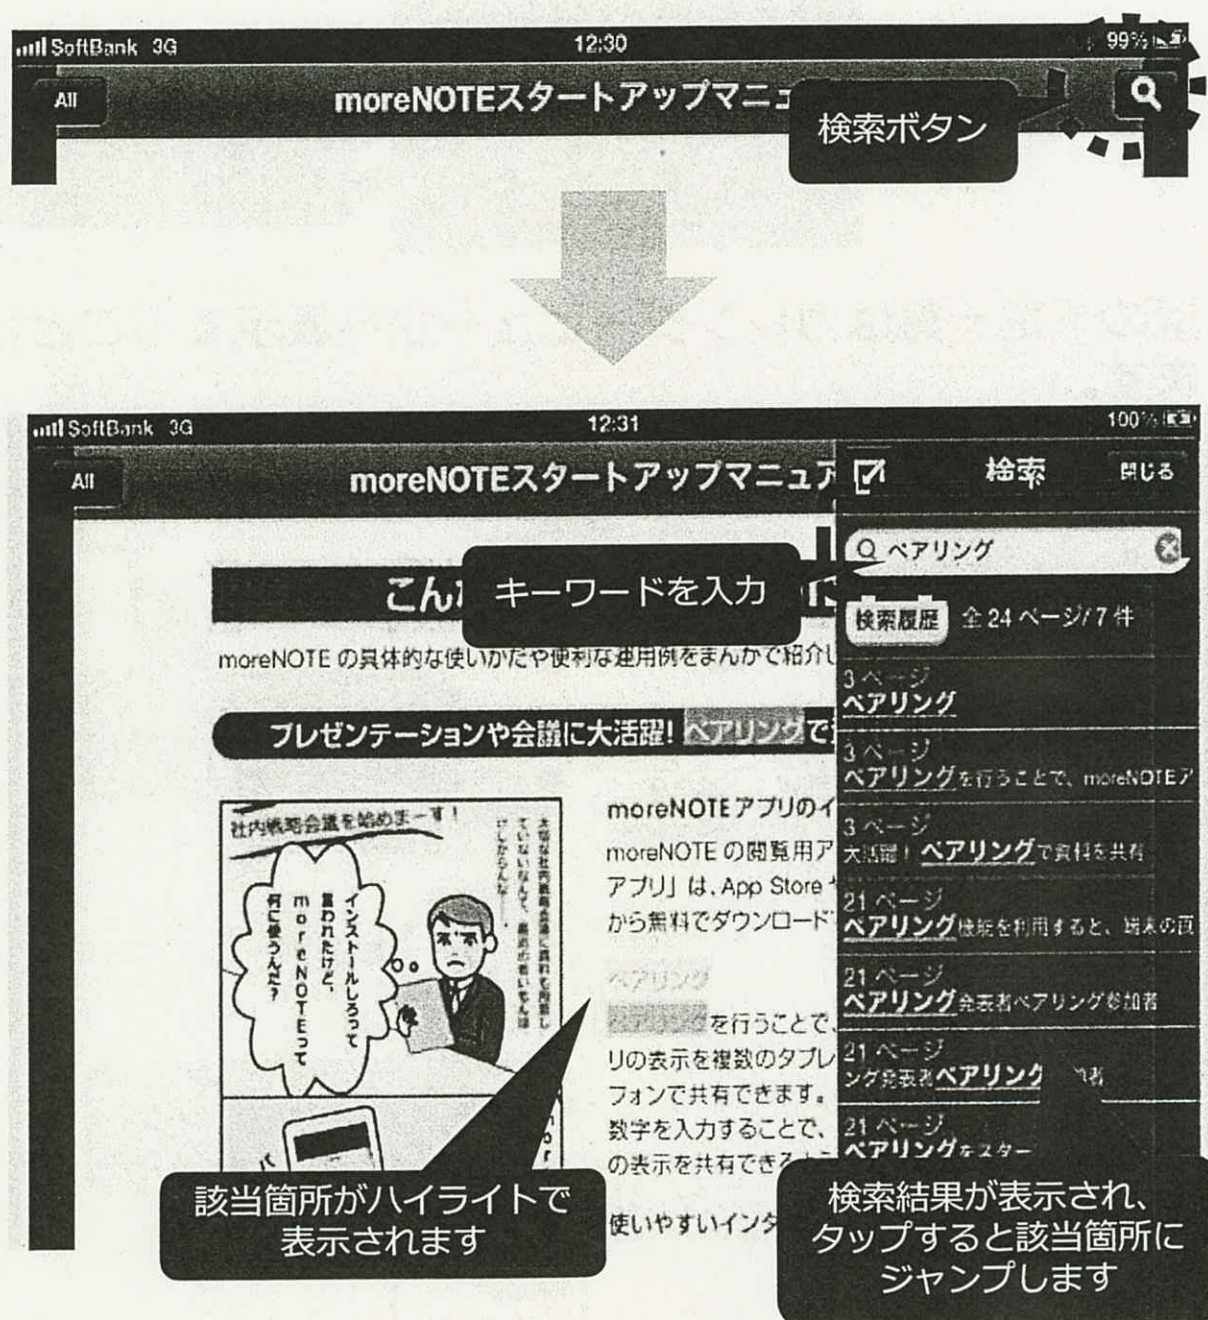 SoftBank 3G
12:30
99%
All
moreNOTEスタートアップマニュ
検索ボタン
SoftBank 3G
12:31
100%
All
moreNOTEスタートアップマニュア
検索
閉じる
ペアリング
キーワードを入力
検索履歴
全24ページ/7件
moreNOTEの具体的な使いかたや便利な運用例をまんがで紹介し
プレゼンテーションや会議に大活躍!ペアリングで
社内戦略会議を始めまーす!
インストールしろって
言われたけど、
moreNOTEって
何に使うんだ?
moreNOTEアプリのイ
moreNOTEの閲覧用ア
アプリ」は、App Store
から無料でダウンロード
ペアリング
ペアリングを行うことで、
リの表示を複数のタブレ
フォンで共有できます。
数字を入力することで、
の表示を共有できる
使いやすいインタ
3ページ
ペアリング
3ページ
ペアリングを行うことで、moreNOTEア
3ページ
大活躍!ペアリングで資料を共有
21ページ
ペアリング機能を利用すると、端末の画
21ページ
ペアリング発表者ペアリング参加者
21ページ
ング発表者ペアリング
21ページ
ペアリングをスター
該当箇所がハイライトで
表示されます
検索結果が表示され、
タップすると該当箇所に
ジャンプします